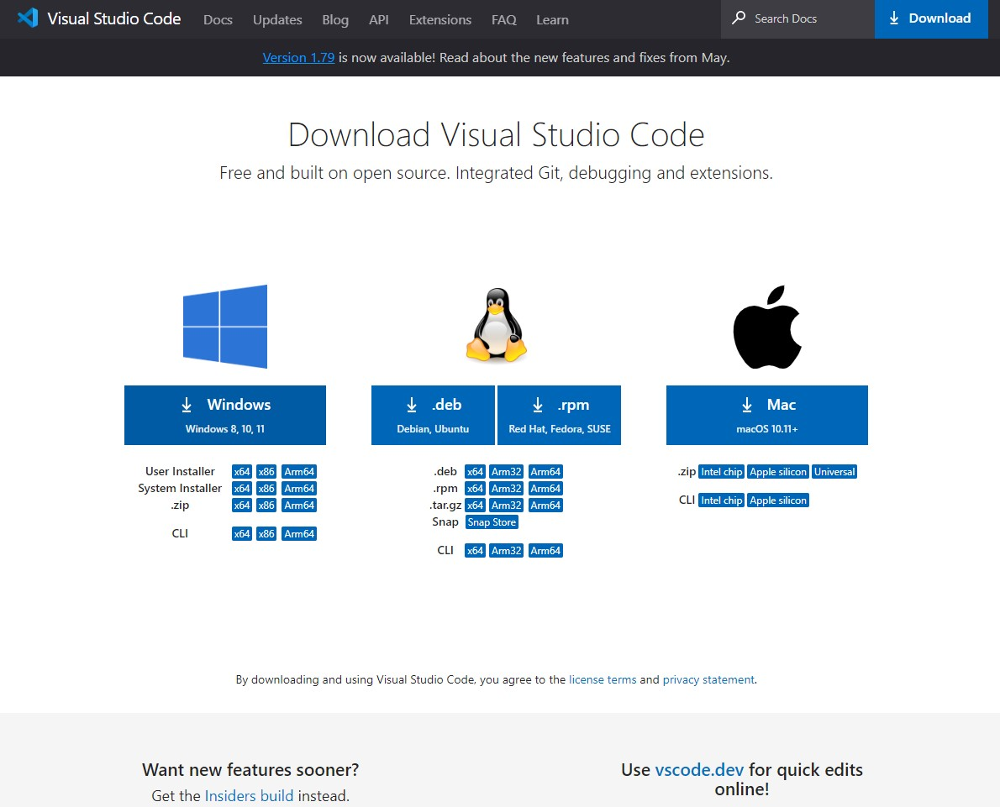 Visual Studio Code Docs Updates Blog API Extensions FAQ Learn Search Docs Download
Version 1.79 is now available! Read about the new features and fixes from May.
Download Visual Studio Code
Free and built on open source. Integrated Git, debugging and extensions.
Windows
Windows 8, 10, 11
User Installer x64 x86 Arm64
System Installer x64 x86 Arm64
.zip x64 x86 Arm64
CLI x64 x86 Arm64
.deb
Debian, Ubuntu
.rpm
Red Hat, Fedora, SUSE
.deb x64 Arm32 Arm64
.rpm x64 Arm32 Arm64
.tar.gz x64 Arm32 Arm64
Snap Snap Store
CLI x64 Arm32 Arm64
Mac
macOS 10.11+
.zip Intel chip Apple silicon Universal
CLI Intel chip Apple silicon
By downloading and using Visual Studio Code, you agree to the license terms and privacy statement.
Want new features sooner?
Get the Insiders build instead.
Use vscode.dev for quick edits
online!